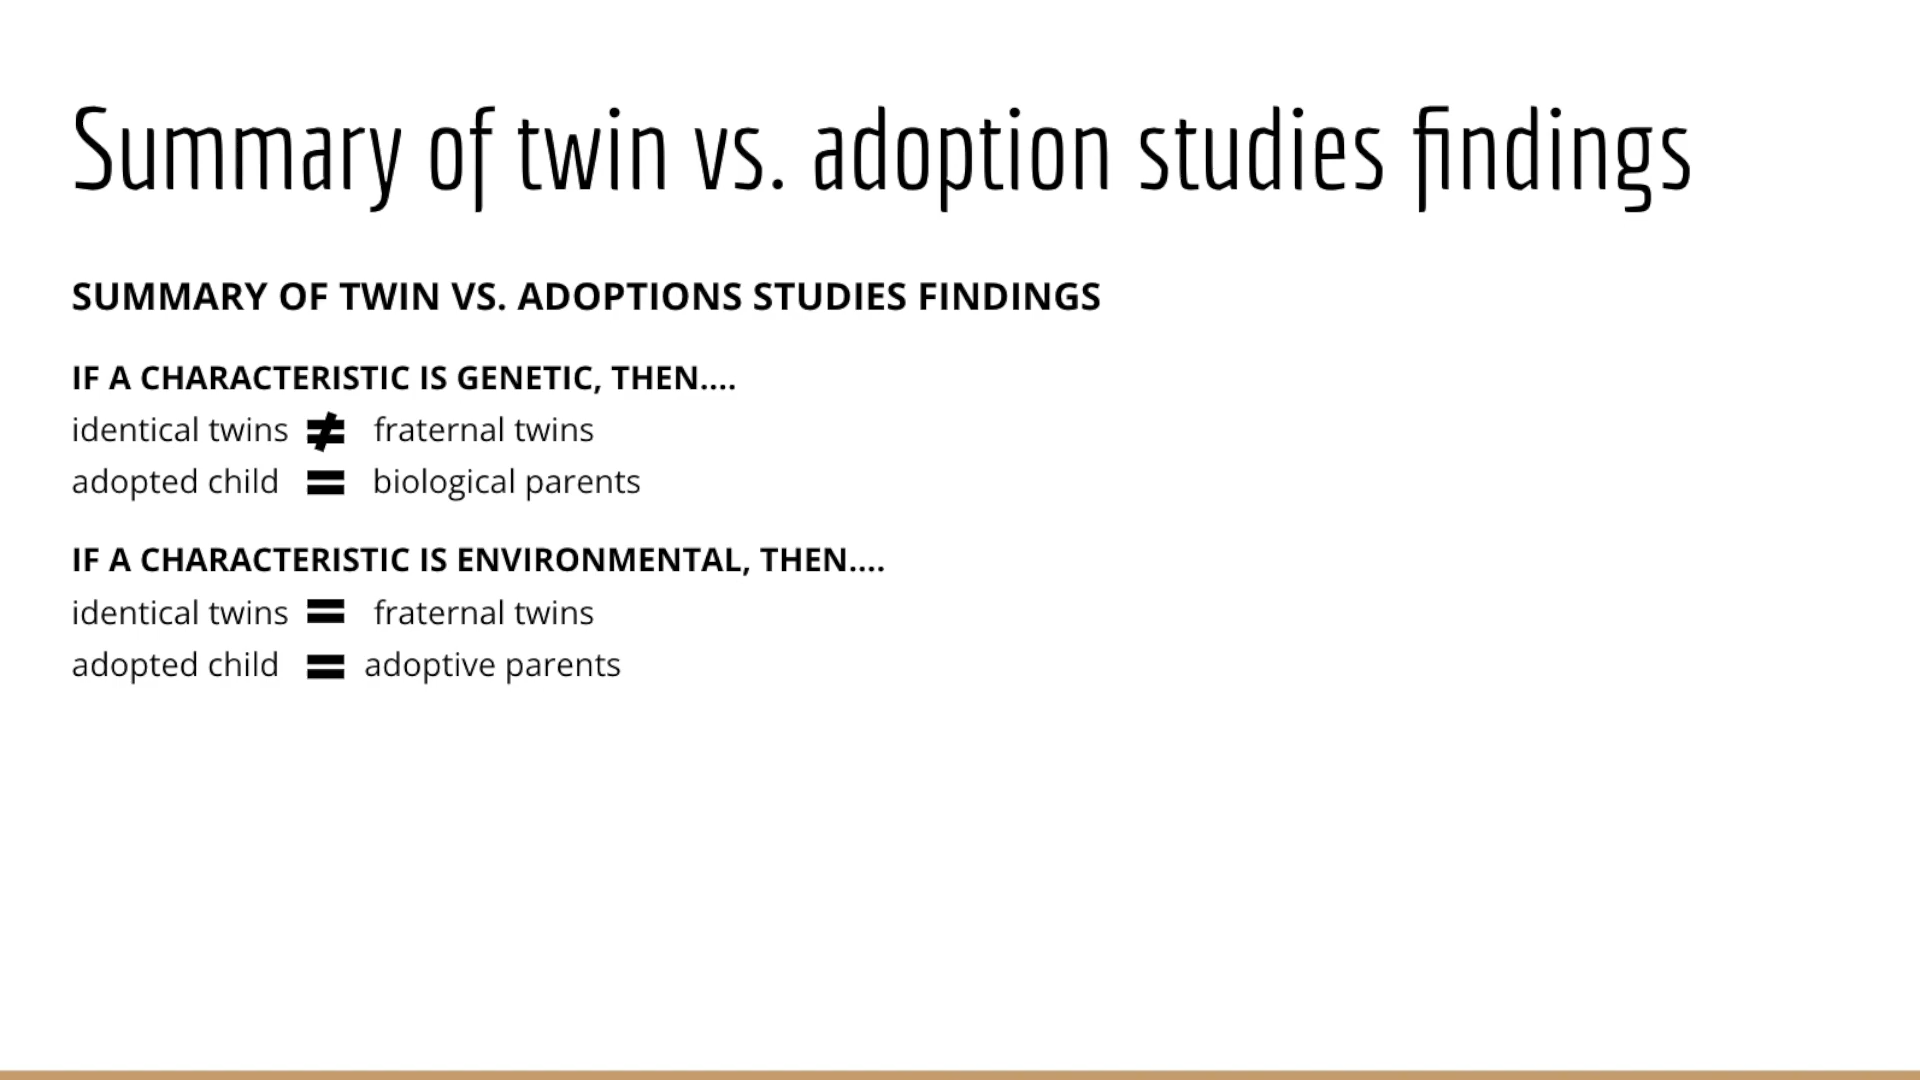 Summary of twin vs. adoption studies findings
SUMMARY OF TWIN VS. ADOPTIONS STUDIES FINDINGS
IF A CHARACTERISTIC IS GENETIC, THEN....
identical twins ≠ fraternal twins
adopted child = biological parents
IF A CHARACTERISTIC IS ENVIRONMENTAL, THEN....
identical twins = fraternal twins
adopted child = adoptive parents